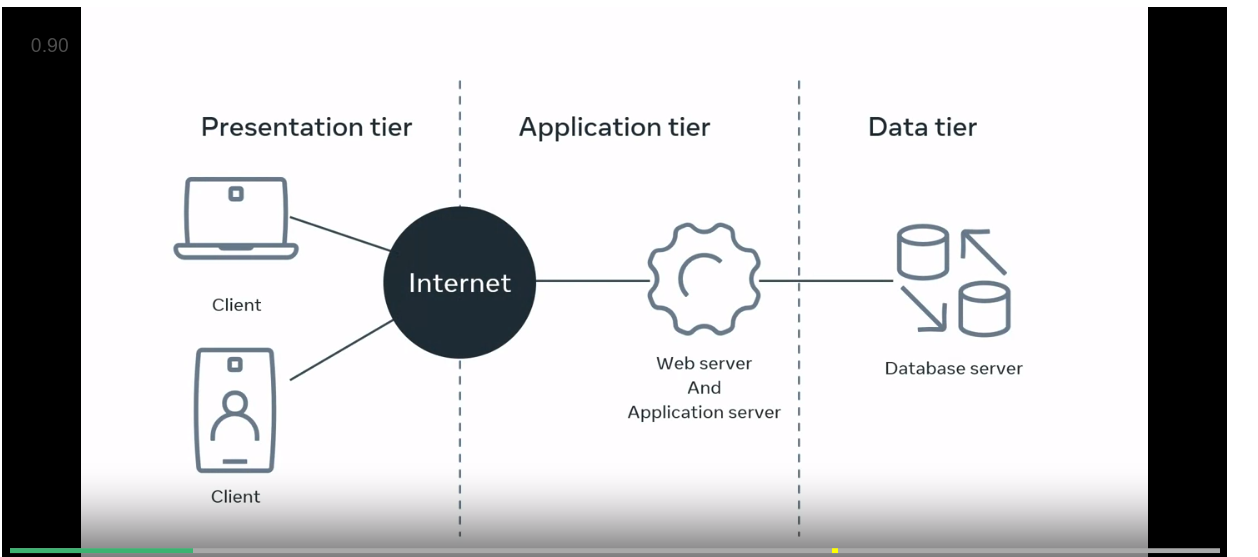 0.90
Presentation tier
Application tier
Data tier
Internet
Client
Web server
And
Application server
Database server
Client